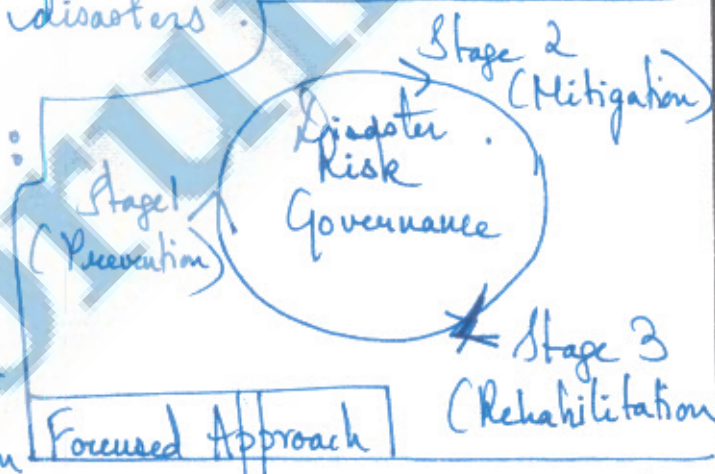 disasters.
Stage 2
(Mitigation)
Disaster
Risk
Governance
:
Stage 1
(Prevention)
Stage 3
(Rehabilitation
Focused Approach